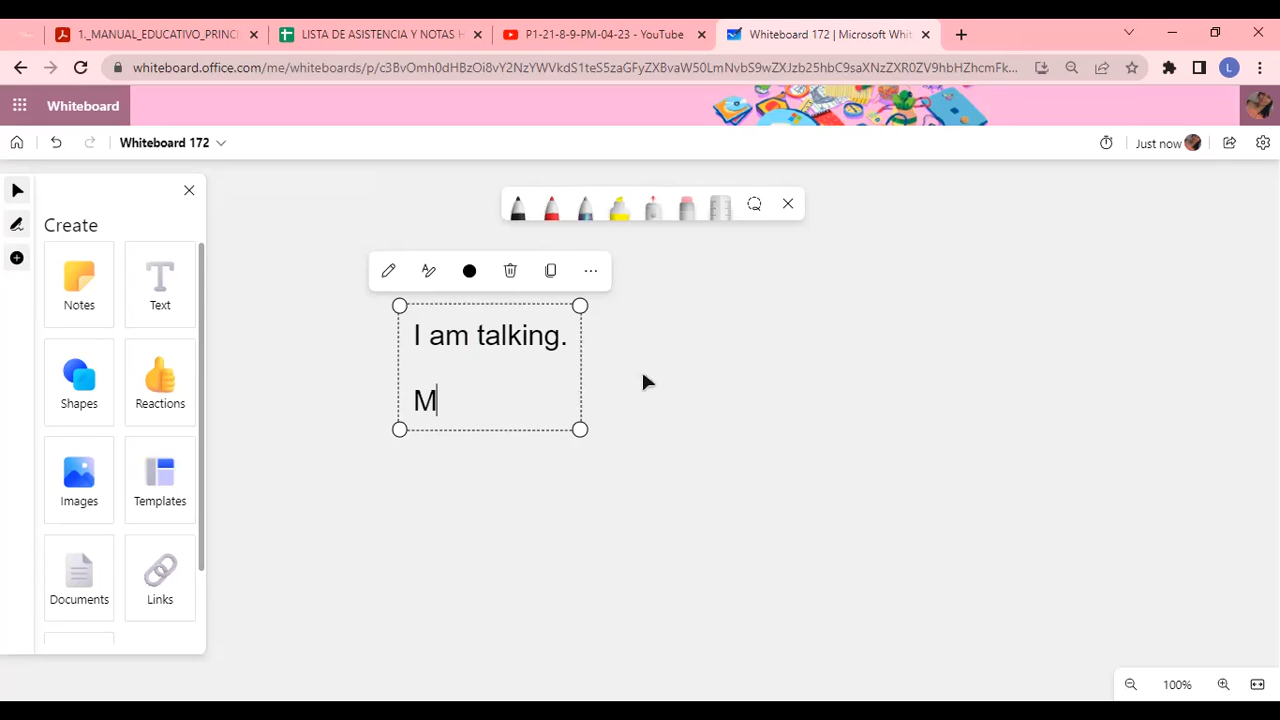 1._MANUAL_EDUCATIVO_PRINCI
LISTA DE ASISTENCIA Y NOTAS H
P1-21-8-9-PM-04-23 - YouTube
Whiteboard 172 | Microsoft Whit
whiteboard.office.com/me/whiteboards/p/c3BvOmh0dHBzOi8vY2NzYWVkdS1teS5zaGFyZXBvaW50LmNvbS9wZXJzb25hbC9saXNzZXR0ZV9hbHZhcmFk...
L
Whiteboard
Whiteboard 172
Just now
Create
Notes
Text
Shapes
Reactions
Images
Templates
Documents
Links
I am talking.
M
100%